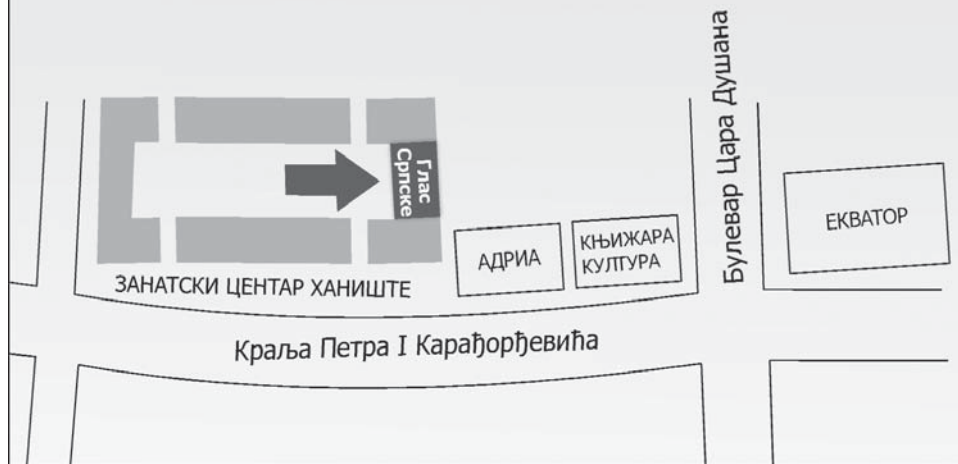 Булевар Цара Душана
Глас
Српске
ЕКВАТОР
АДРИА
КЊИЖАРА
КУЛТУРА
ЗАНАТСКИ ЦЕНТАР ХАНИШТЕ
Краља Петра I Карађорђевића